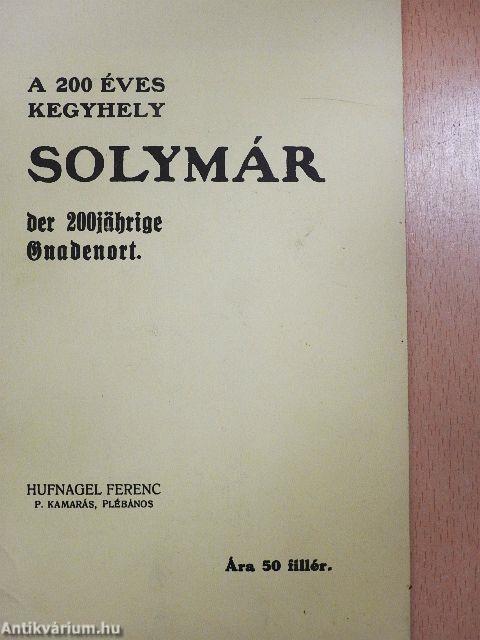 A 200 ÉVES
KEGYHELY
SOLYMÁR
der 200jährige
Gnadenort.
HUFNAGEL FERENC
P. KAMARÁS, PLÉBÁNOS
Ára 50 fillér.
Antikvárium.hu